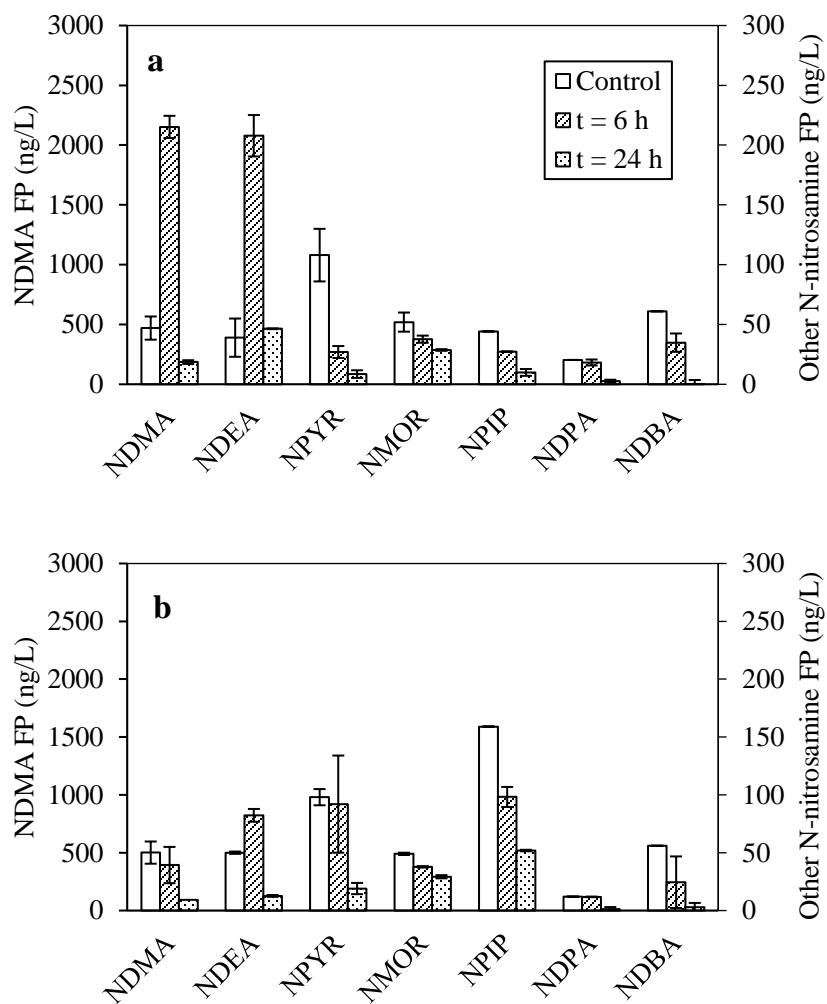 a
Control
t = 6 h
t = 24 h
NDMA FP (ng/L)
3000
2500
2000
1500
1000
500
0
Other N-nitrosamine FP (ng/L)
300
250
200
150
100
50
0
NDMA
NDEA
NPYR
NMOR
NPIP
NDPA
NDBA
b
NDMA FP (ng/L)
3000
2500
2000
1500
1000
500
0
Other N-nitrosamine FP (ng/L)
300
250
200
150
100
50
0
NDMA
NDEA
NPYR
NMOR
NPIP
NDPA
NDBA